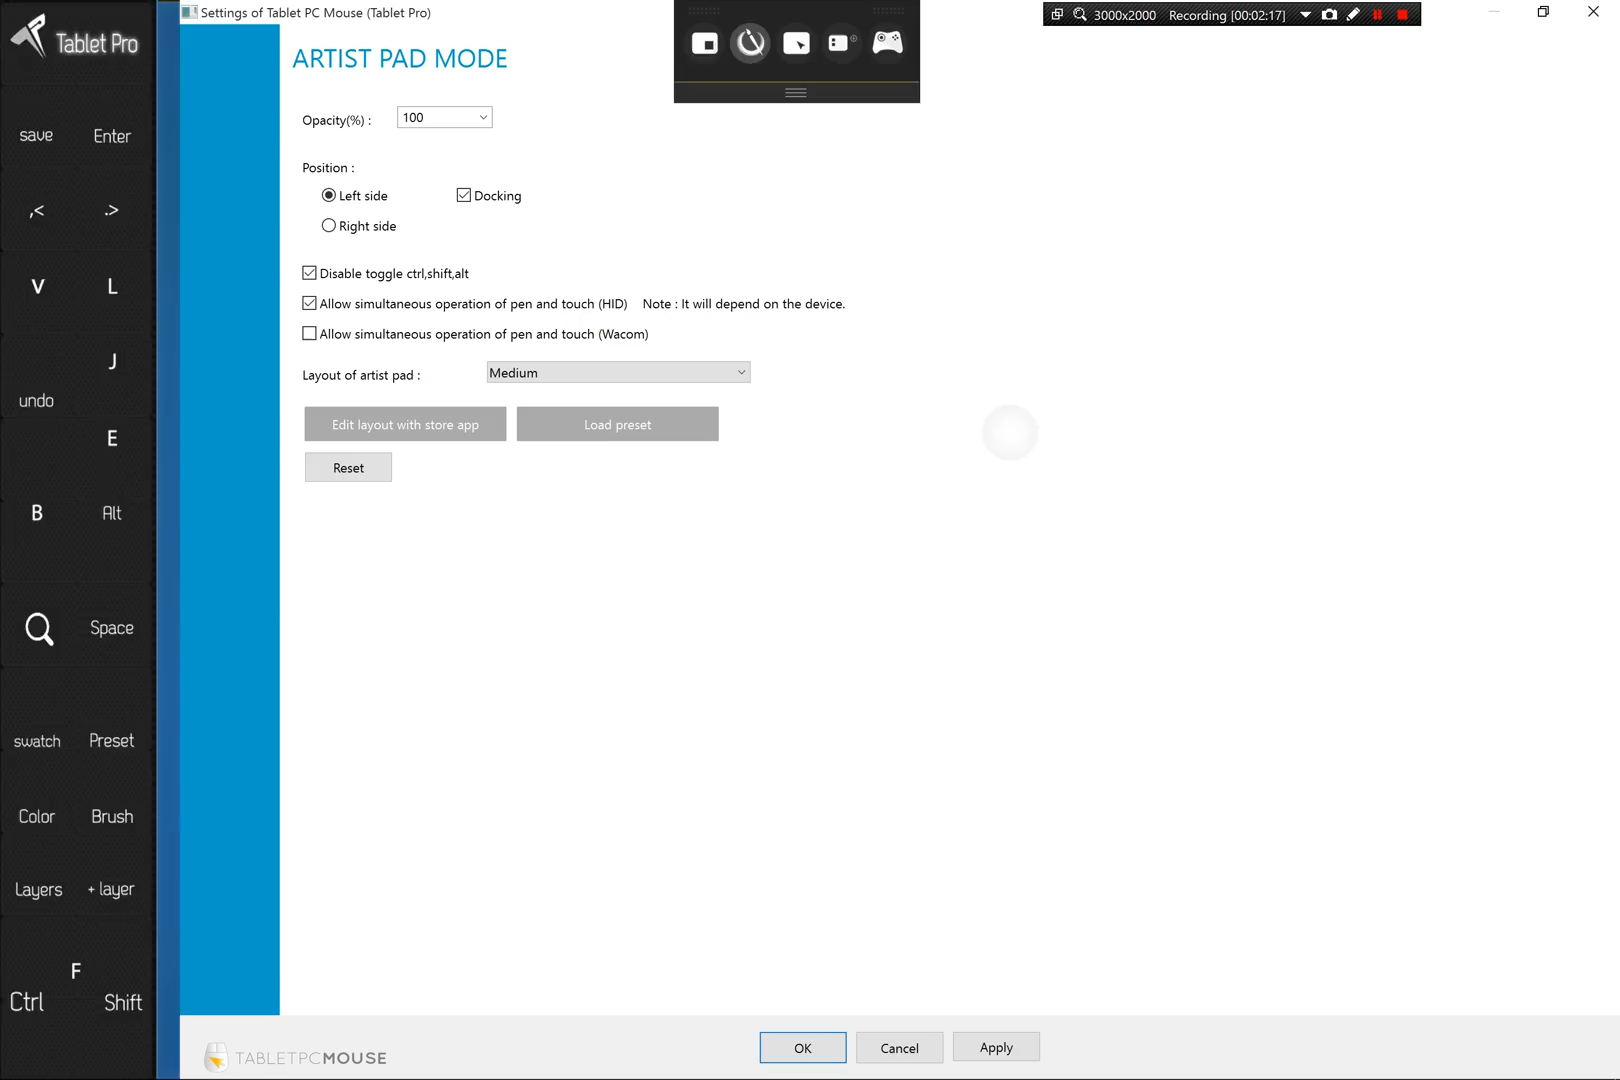 Tablet Pro
save Enter
,< .>
V L
J
undo
E
B Alt
Space
swatch Preset
Color Brush
Layers + layer
F
Ctrl Shift
Settings of Tablet PC Mouse (Tablet Pro)
3000x2000 Recording [00:02:17]
ARTIST PAD MODE
Opacity(%) : 100
Position :
Left side Docking
Right side
Disable toggle ctrl,shift,alt
Allow simultaneous operation of pen and touch (HID) Note : It will depend on the device.
Allow simultaneous operation of pen and touch (Wacom)
Layout of artist pad : Medium
Edit layout with store app Load preset
Reset
TABLETPCMOUSE
OK Cancel Apply